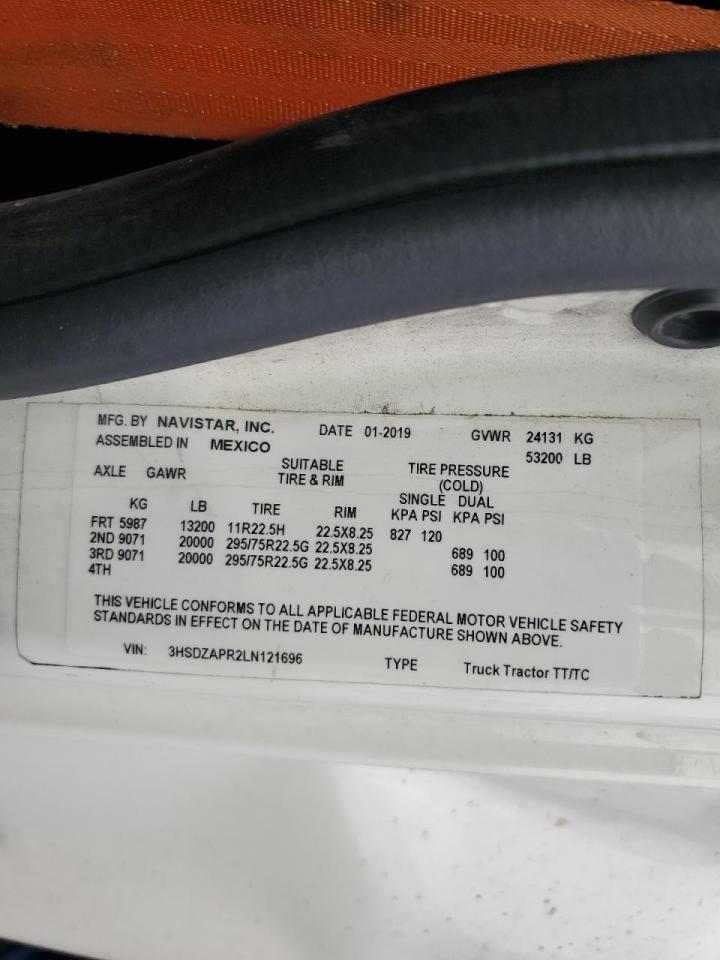 MFG. BY NAVISTAR, INC. DATE 01-2019 GVWR 24131 KG
ASSEMBLED IN MEXICO 53200 LB
AXLE GAWR SUITABLE TIRE PRESSURE
TIRE & RIM (COLD)
SINGLE DUAL
KG LB TIRE RIM KPA PSI KPA PSI
FRT 5987 13200 11R22.5H 22.5X8.25 827 120
2ND 9071 20000 295/75R22.5G 22.5X8.25 689 100
3RD 9071 20000 295/75R22.5G 22.5X8.25 689 100
4TH
THIS VEHICLE CONFORMS TO ALL APPLICABLE FEDERAL MOTOR VEHICLE SAFETY
STANDARDS IN EFFECT ON THE DATE OF MANUFACTURE SHOWN ABOVE.
VIN: 3HSDZAPR2LN121696 TYPE Truck Tractor TT/TC